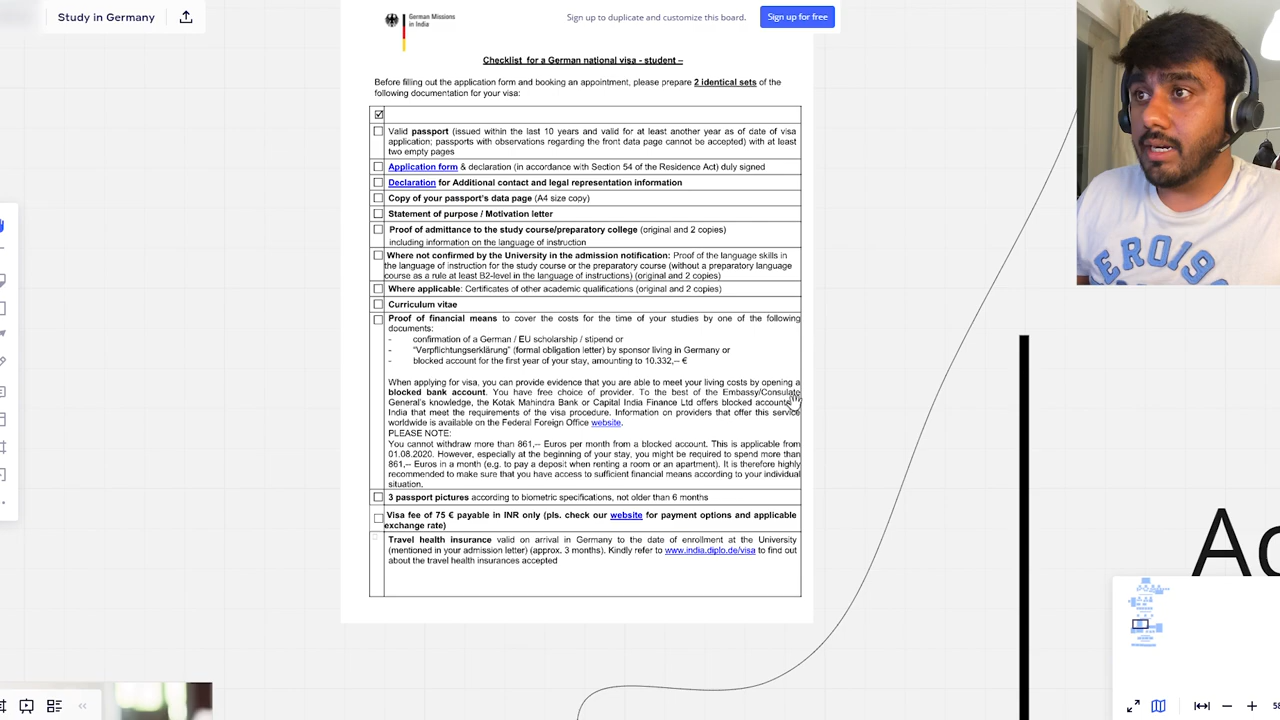 Study in Germany
German Missions
in India
Sign up to duplicate and customize this board.
Sign up for free
Checklist for a German national visa - student –
Before filling out the application form and booking an appointment, please prepare 2 identical sets of the
following documentation for your visa:
Valid passport (issued within the last 10 years and valid for at least another year as of date of visa
application; passports with observations regarding the front data page cannot be accepted) with at least
two empty pages
Application form & declaration (in accordance with Section 54 of the Residence Act) duly signed
Declaration for Additional contact and legal representation information
Copy of your passport's data page (A4 size copy)
Statement of purpose / Motivation letter
Proof of admittance to the study course/preparatory college (original and 2 copies)
including information on the language of instruction
Where not confirmed by the University in the admission notification: Proof of the language skills in
the language of instruction for the study course or the preparatory course (without a preparatory language
course as a rule at least B2-level in the language of instructions) (original and 2 copies)
Where applicable: Certificates of other academic qualifications (original and 2 copies)
Curriculum vitae
Proof of financial means to cover the costs for the time of your studies by one of the following
documents:
- confirmation of a German / EU scholarship / stipend or
- "Verpflichtungserklärung" (formal obligation letter) by sponsor living in Germany or
- blocked account for the first year of your stay, amounting to 10.332,-- €
When applying for visa, you can provide evidence that you are able to meet your living costs by opening a
blocked bank account. You have free choice of provider. To the best of the Embassy/Consulate
General's knowledge, the Kotak Mahindra Bank or Capital India Finance Ltd offers blocked accounts
India that meet the requirements of the visa procedure. Information on providers that offer this service
worldwide is available on the Federal Foreign Office website.
PLEASE NOTE:
You cannot withdraw more than 861,-- Euros per month from a blocked account. This is applicable from
01.08.2020. However, especially at the beginning of your stay, you might be required to spend more than
861,-- Euros in a month (e.g. to pay a deposit when renting a room or an apartment). It is therefore highly
recommended to make sure that you have access to sufficient financial means according to your individual
situation.
3 passport pictures according to biometric specifications, not older than 6 months
Visa fee of 75 € payable in INR only (pls. check our website for payment options and applicable
exchange rate)
Travel health insurance valid on arrival in Germany to the date of enrollment at the University
(mentioned in your admission letter) (approx. 3 months). Kindly refer to www.india.diplo.de/visa to find out
about the travel health insurances accepted